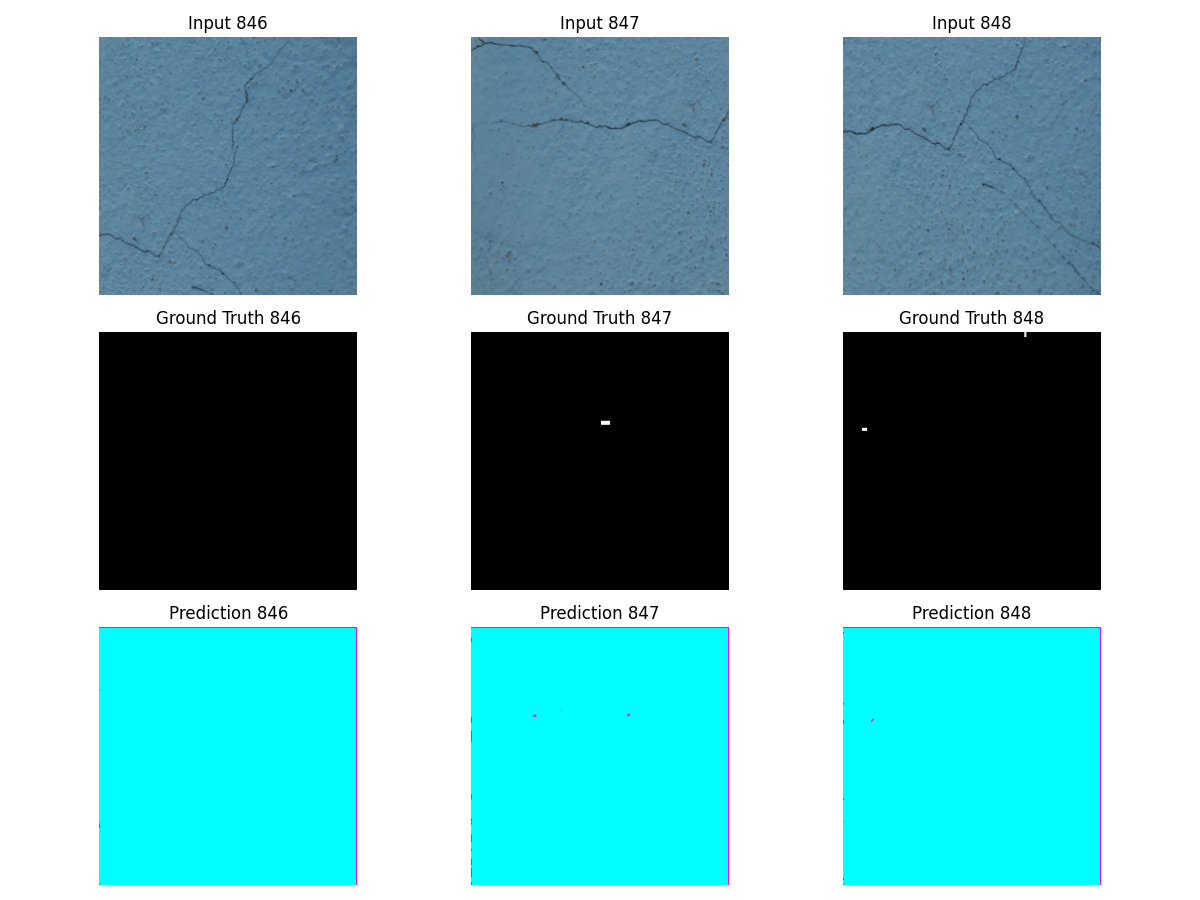 Input 846
Input 847
Input 848
Ground Truth 846
Ground Truth 847
Ground Truth 848
Prediction 846
Prediction 847
Prediction 848